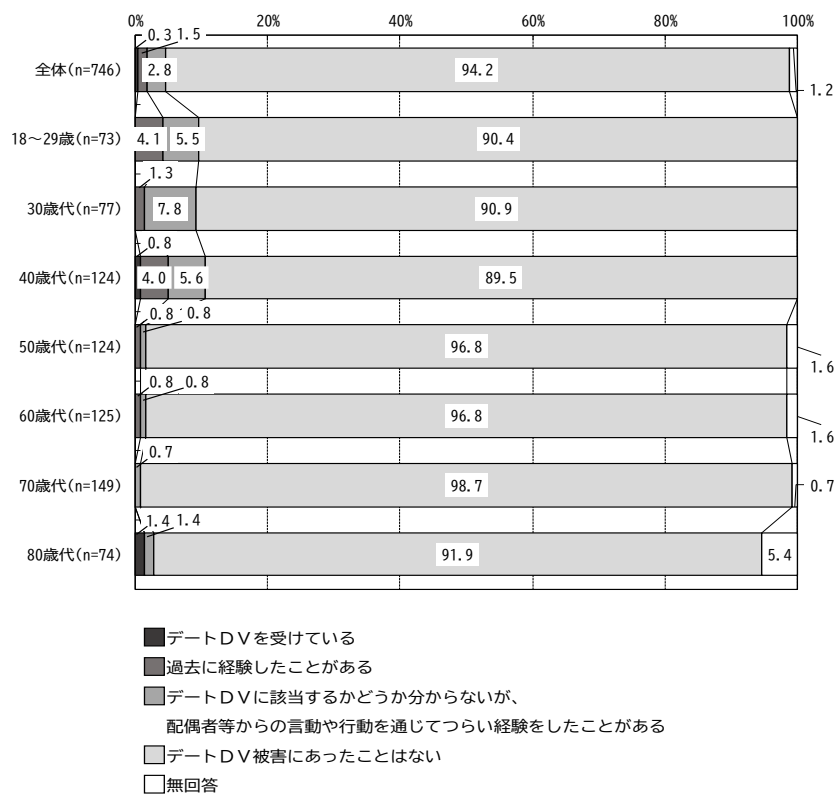 0% 20% 40% 60% 80% 100%
0.3 1.5
全体(n=746) 2.8 94.2 1.2
18～29歳(n=73) 4.1 5.5 90.4
1.3
30歳代(n=77) 7.8 90.9
0.8
40歳代(n=124) 4.0 5.6 89.5
0.8 0.8
50歳代(n=124) 96.8 1.6
0.8 0.8
60歳代(n=125) 96.8 1.6
0.7
70歳代(n=149) 98.7 0.7
1.4 1.4
80歳代(n=74) 91.9 5.4
デートＤＶを受けている
過去に経験したことがある
デートＤＶに該当するかどうか分からないが、
配偶者等からの言動や行動を通じてつらい経験をしたことがある
デートＤＶ被害にあったことはない
無回答